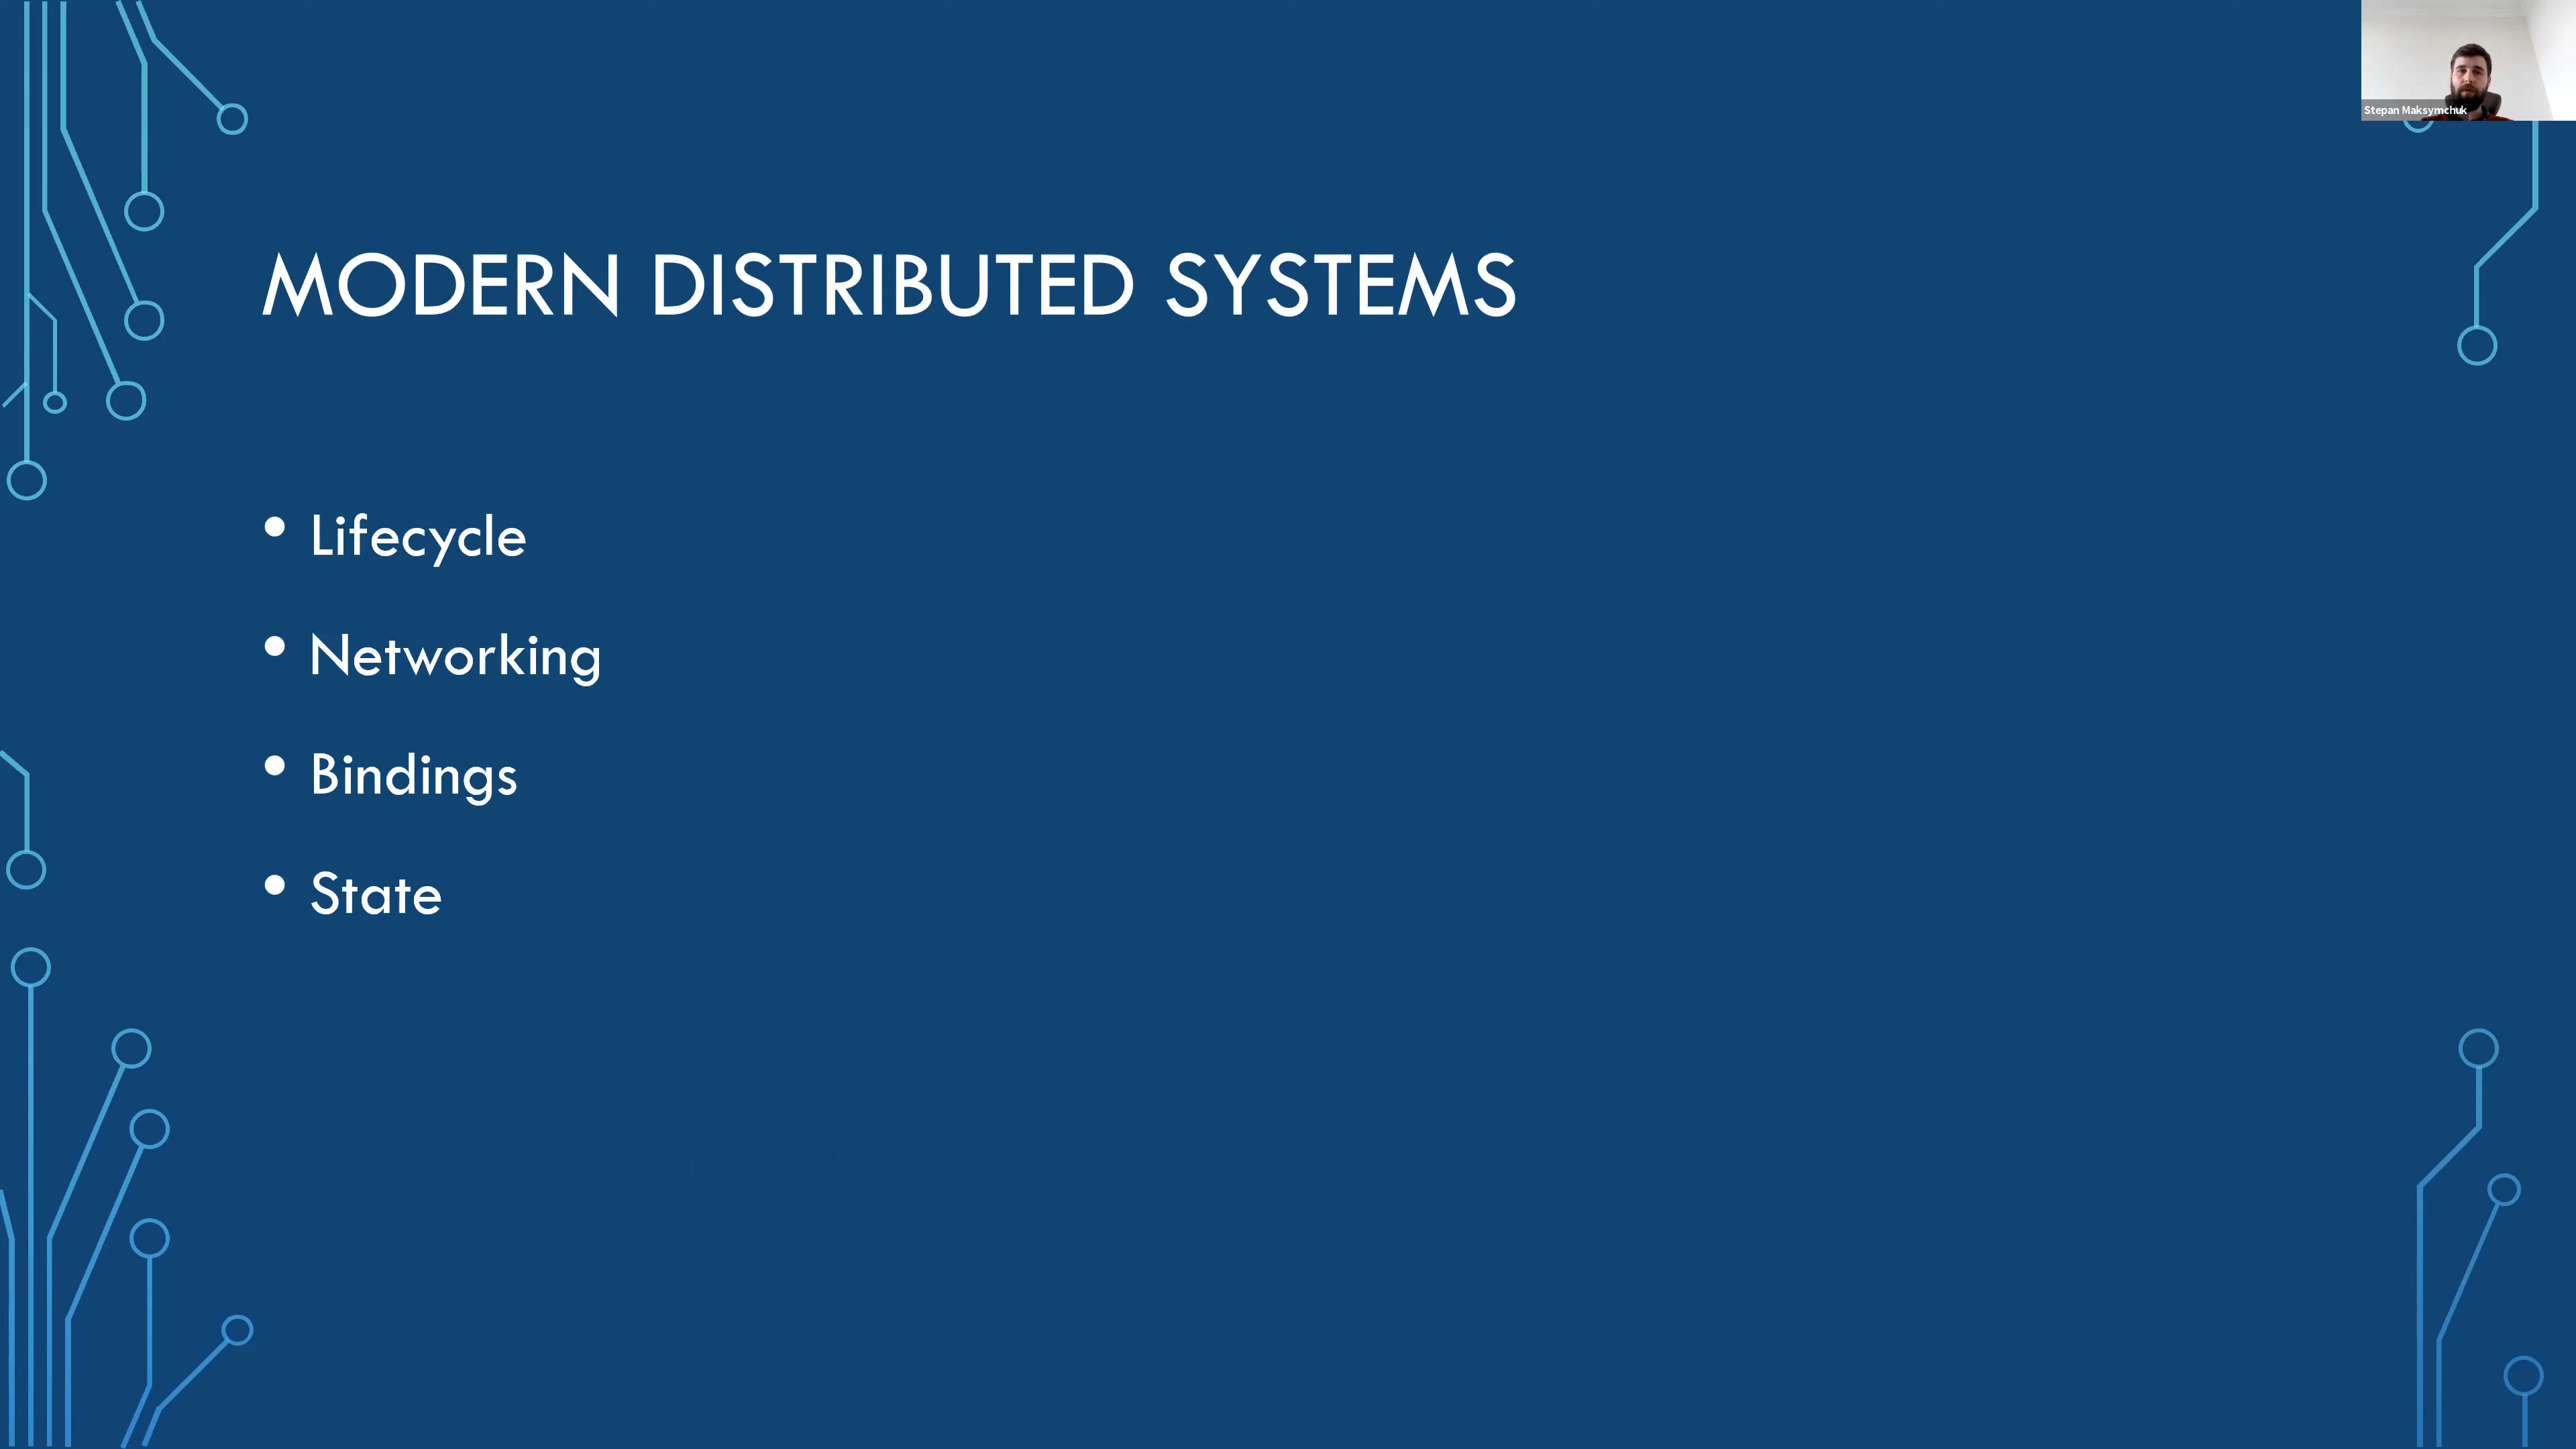 MODERN DISTRIBUTED SYSTEMS
• Lifecycle
• Networking
• Bindings
• State
Stepan Maksymchuk